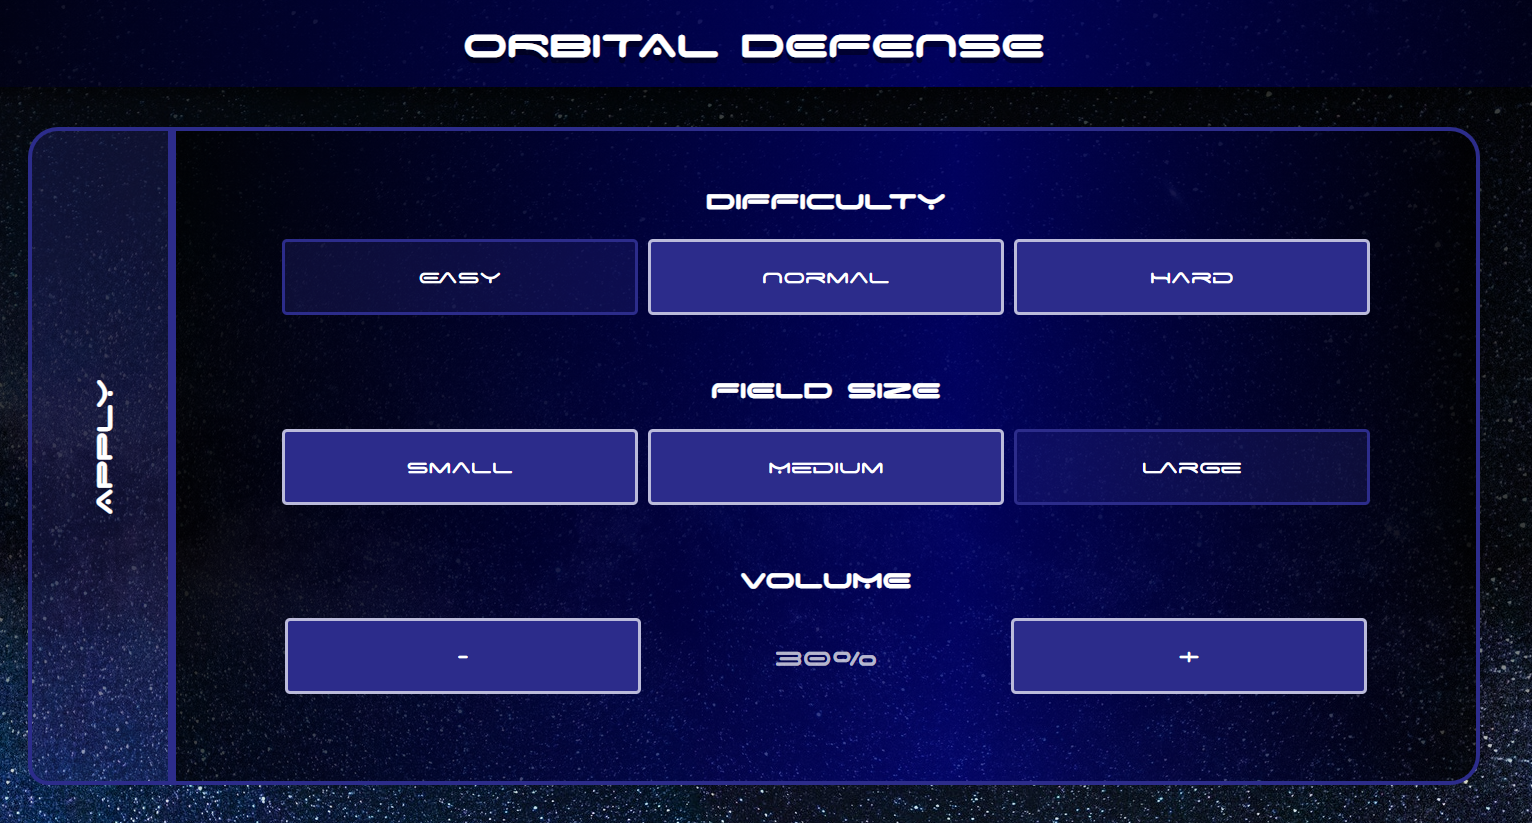 ORBITAL DEFENSE
APPLY
DIFFICULTY
EASY NORMAL HARD
FIELD SIZE
SMALL MEDIUM LARGE
VOLUME
- 30% +